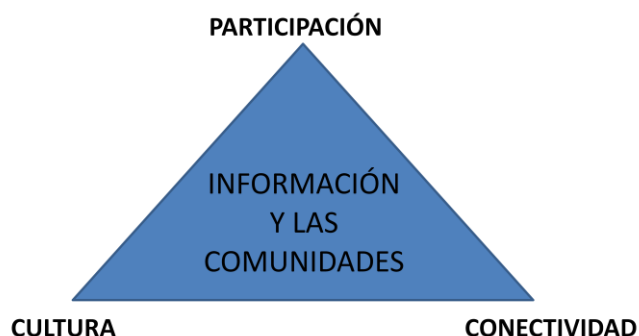 PARTICIPACIÓN
INFORMACIÓN
Y LAS
COMUNIDADES
CULTURA
CONECTIVIDAD